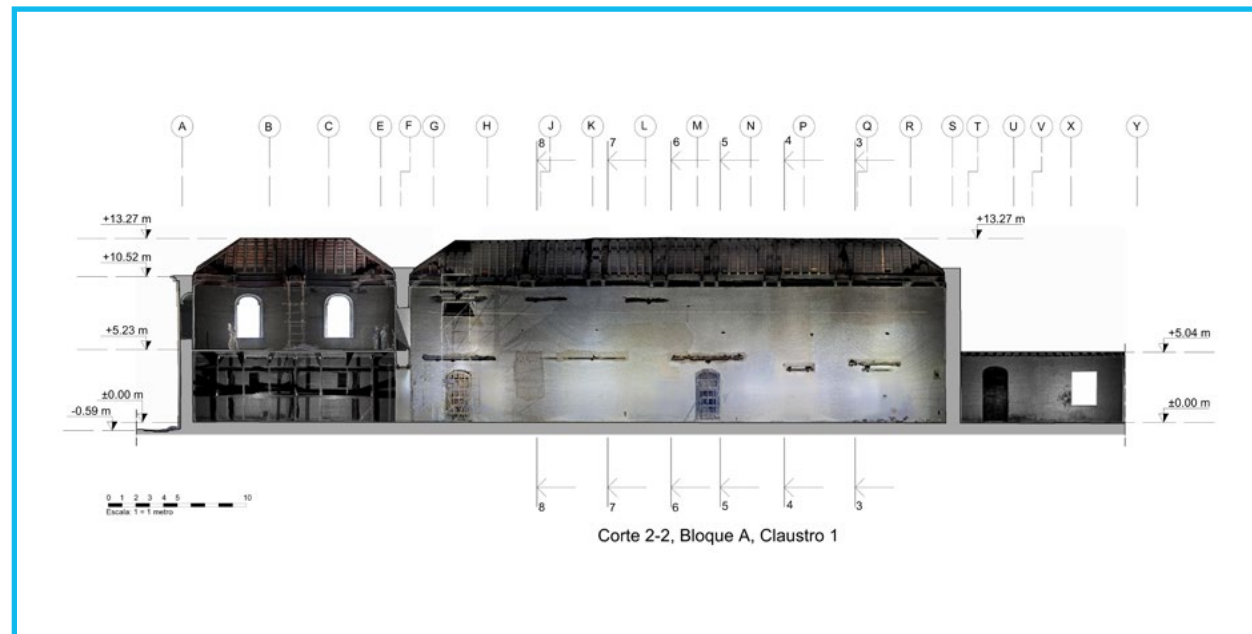 A B C E F G H J K L M N P Q R S T U V X Y
8 7 6 5 4 3
+13.27 m +13.27 m
+10.52 m
+5.23 m +5.04 m
±0.00 m ±0.00 m
-0.59 m
0 1 2 3 4 5 10
Escala: 1 = 1 metro
8 7 6 5 4 3
Corte 2-2, Bloque A, Claustro 1